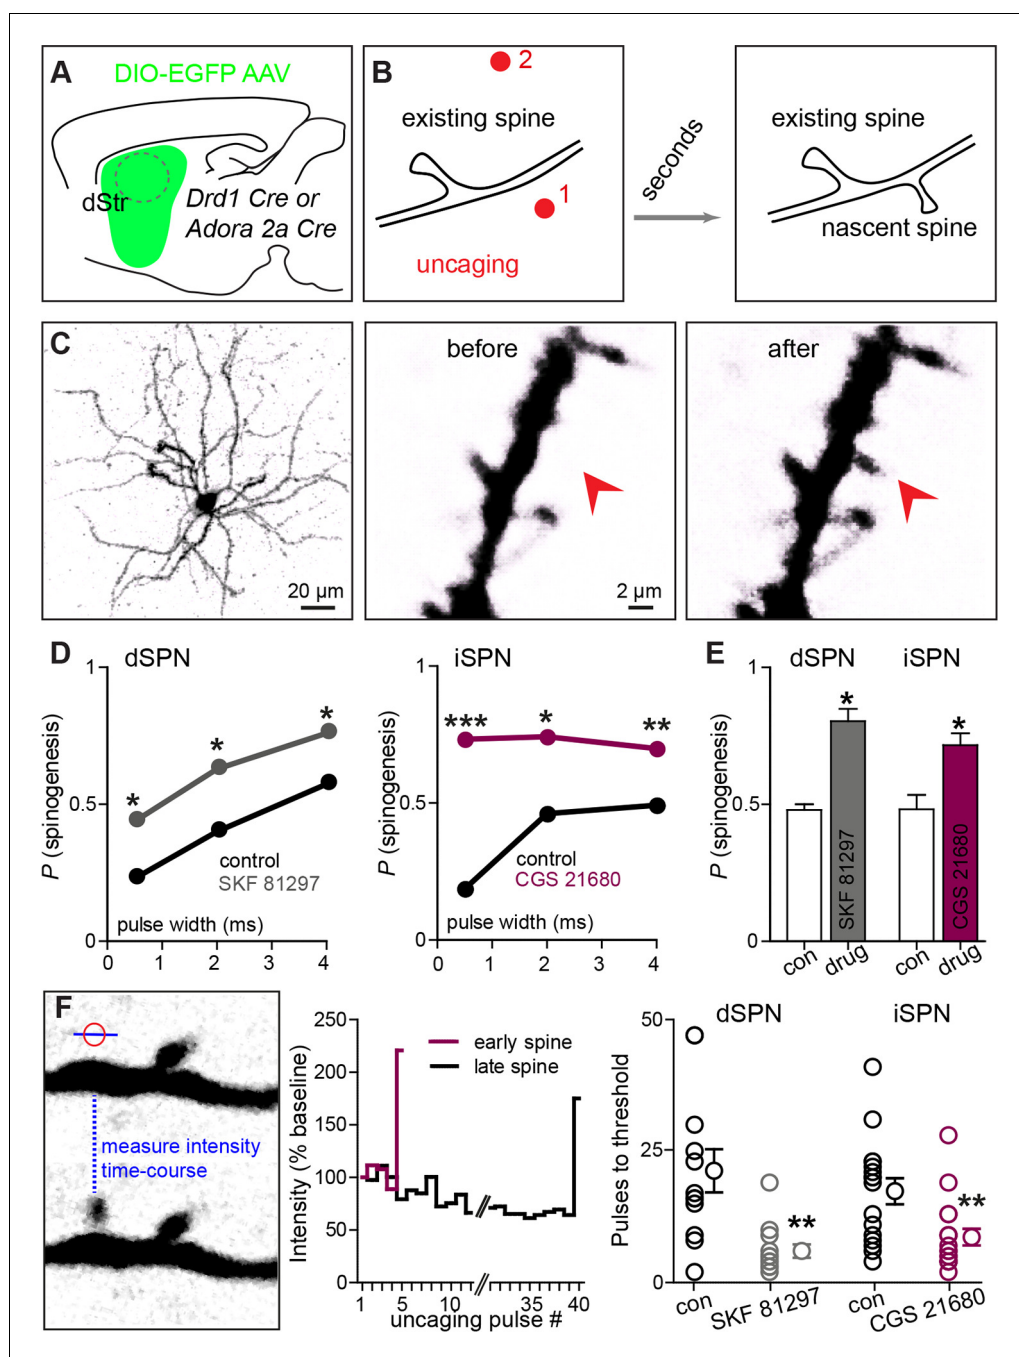 A
DIO-EGFP AAV
dStr
Drd1 Cre or
Adora 2a Cre
B
2
existing spine
1
uncaging
seconds
existing spine
nascent spine
C
20 µm
before
2 µm
after
D
dSPN
1
0.5
0
P (spinogenesis)
*
*
*
control
SKF 81297
pulse width (ms)
0 1 2 3 4
iSPN
1
0.5
0
P (spinogenesis)
***
*
**
control
CGS 21680
pulse width (ms)
0 1 2 3 4
E
dSPN iSPN
1
0.5
0
P (spinogenesis)
*
*
SKF 81297
CGS 21680
con drug con drug
F
measure intensity
time-course
250
200
150
100
50
0
Intensity (% baseline)
early spine
late spine
1 5 10 35 40
uncaging pulse #
dSPN iSPN
50
25
0
Pulses to threshold
**
**
con SKF 81297 con CGS 21680